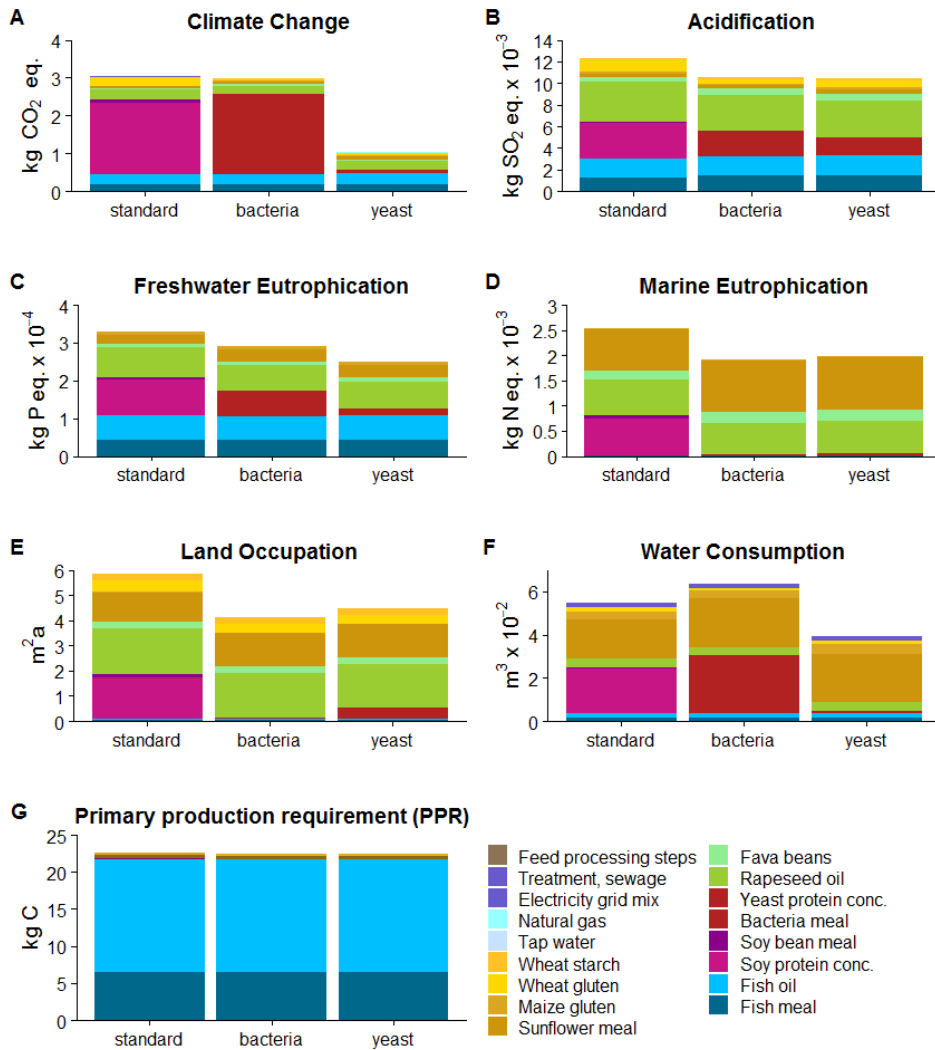 A
Climate Change
kg CO2 eq.
4
3
2
1
0
standard bacteria yeast
B
Acidification
kg SO2 eq. x 10−3
14
12
10
8
6
4
2
0
standard bacteria yeast
C
Freshwater Eutrophication
kg P eq. x 10−4
4
3
2
1
0
standard bacteria yeast
D
Marine Eutrophication
kg N eq. x 10−3
3
2.5
2
1.5
1
0.5
0
standard bacteria yeast
E
Land Occupation
m2a
6
5
4
3
2
1
0
standard bacteria yeast
F
Water Consumption
m3 x 10−2
6
4
2
0
standard bacteria yeast
G
Primary production requirement (PPR)
kg C
25
20
15
10
5
0
standard bacteria yeast
Feed processing steps
Treatment, sewage
Electricity grid mix
Natural gas
Tap water
Wheat starch
Wheat gluten
Maize gluten
Sunflower meal
Fava beans
Rapeseed oil
Yeast protein conc.
Bacteria meal
Soy bean meal
Soy protein conc.
Fish oil
Fish meal